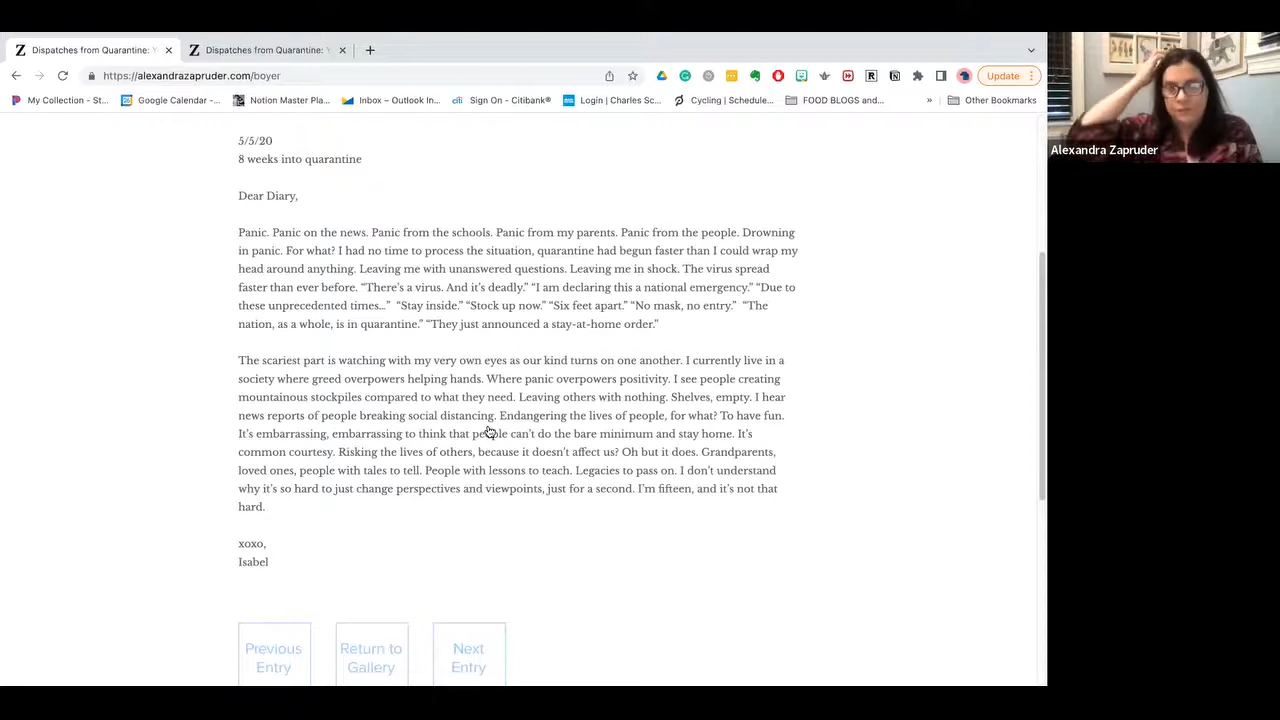 Dispatches from Quarantine: Y
Dispatches from Quarantine: Y
https://alexandrazapruder.com/boyer
Update
My Collection - St...
Google Calendar -...
Notion Master Pla...
Inbox – Outlook In...
citi Sign On - Citibank®
Login | Charles Sc...
Cycling | Schedule...
FOOD BLOGS and...
»
Other Bookmarks
Alexandra Zapruder
5/5/20
8 weeks into quarantine
Dear Diary,
Panic. Panic on the news. Panic from the schools. Panic from my parents. Panic from the people. Drowning
in panic. For what? I had no time to process the situation, quarantine had begun faster than I could wrap my
head around anything. Leaving me with unanswered questions. Leaving me in shock. The virus spread
faster than ever before. “There’s a virus. And it’s deadly.” “I am declaring this a national emergency.” “Due to
these unprecedented times...” “Stay inside.” “Stock up now.” “Six feet apart.” “No mask, no entry.” “The
nation, as a whole, is in quarantine.” “They just announced a stay-at-home order.”
The scariest part is watching with my very own eyes as our kind turns on one another. I currently live in a
society where greed overpowers helping hands. Where panic overpowers positivity. I see people creating
mountainous stockpiles compared to what they need. Leaving others with nothing. Shelves, empty. I hear
news reports of people breaking social distancing. Endangering the lives of people, for what? To have fun.
It’s embarrassing, embarrassing to think that people can’t do the bare minimum and stay home. It’s
common courtesy. Risking the lives of others, because it doesn’t affect us? Oh but it does. Grandparents,
loved ones, people with tales to tell. People with lessons to teach. Legacies to pass on. I don’t understand
why it’s so hard to just change perspectives and viewpoints, just for a second. I’m fifteen, and it’s not that
hard.
xoxo,
Isabel
Previous
Entry
Return to
Gallery
Next
Entry